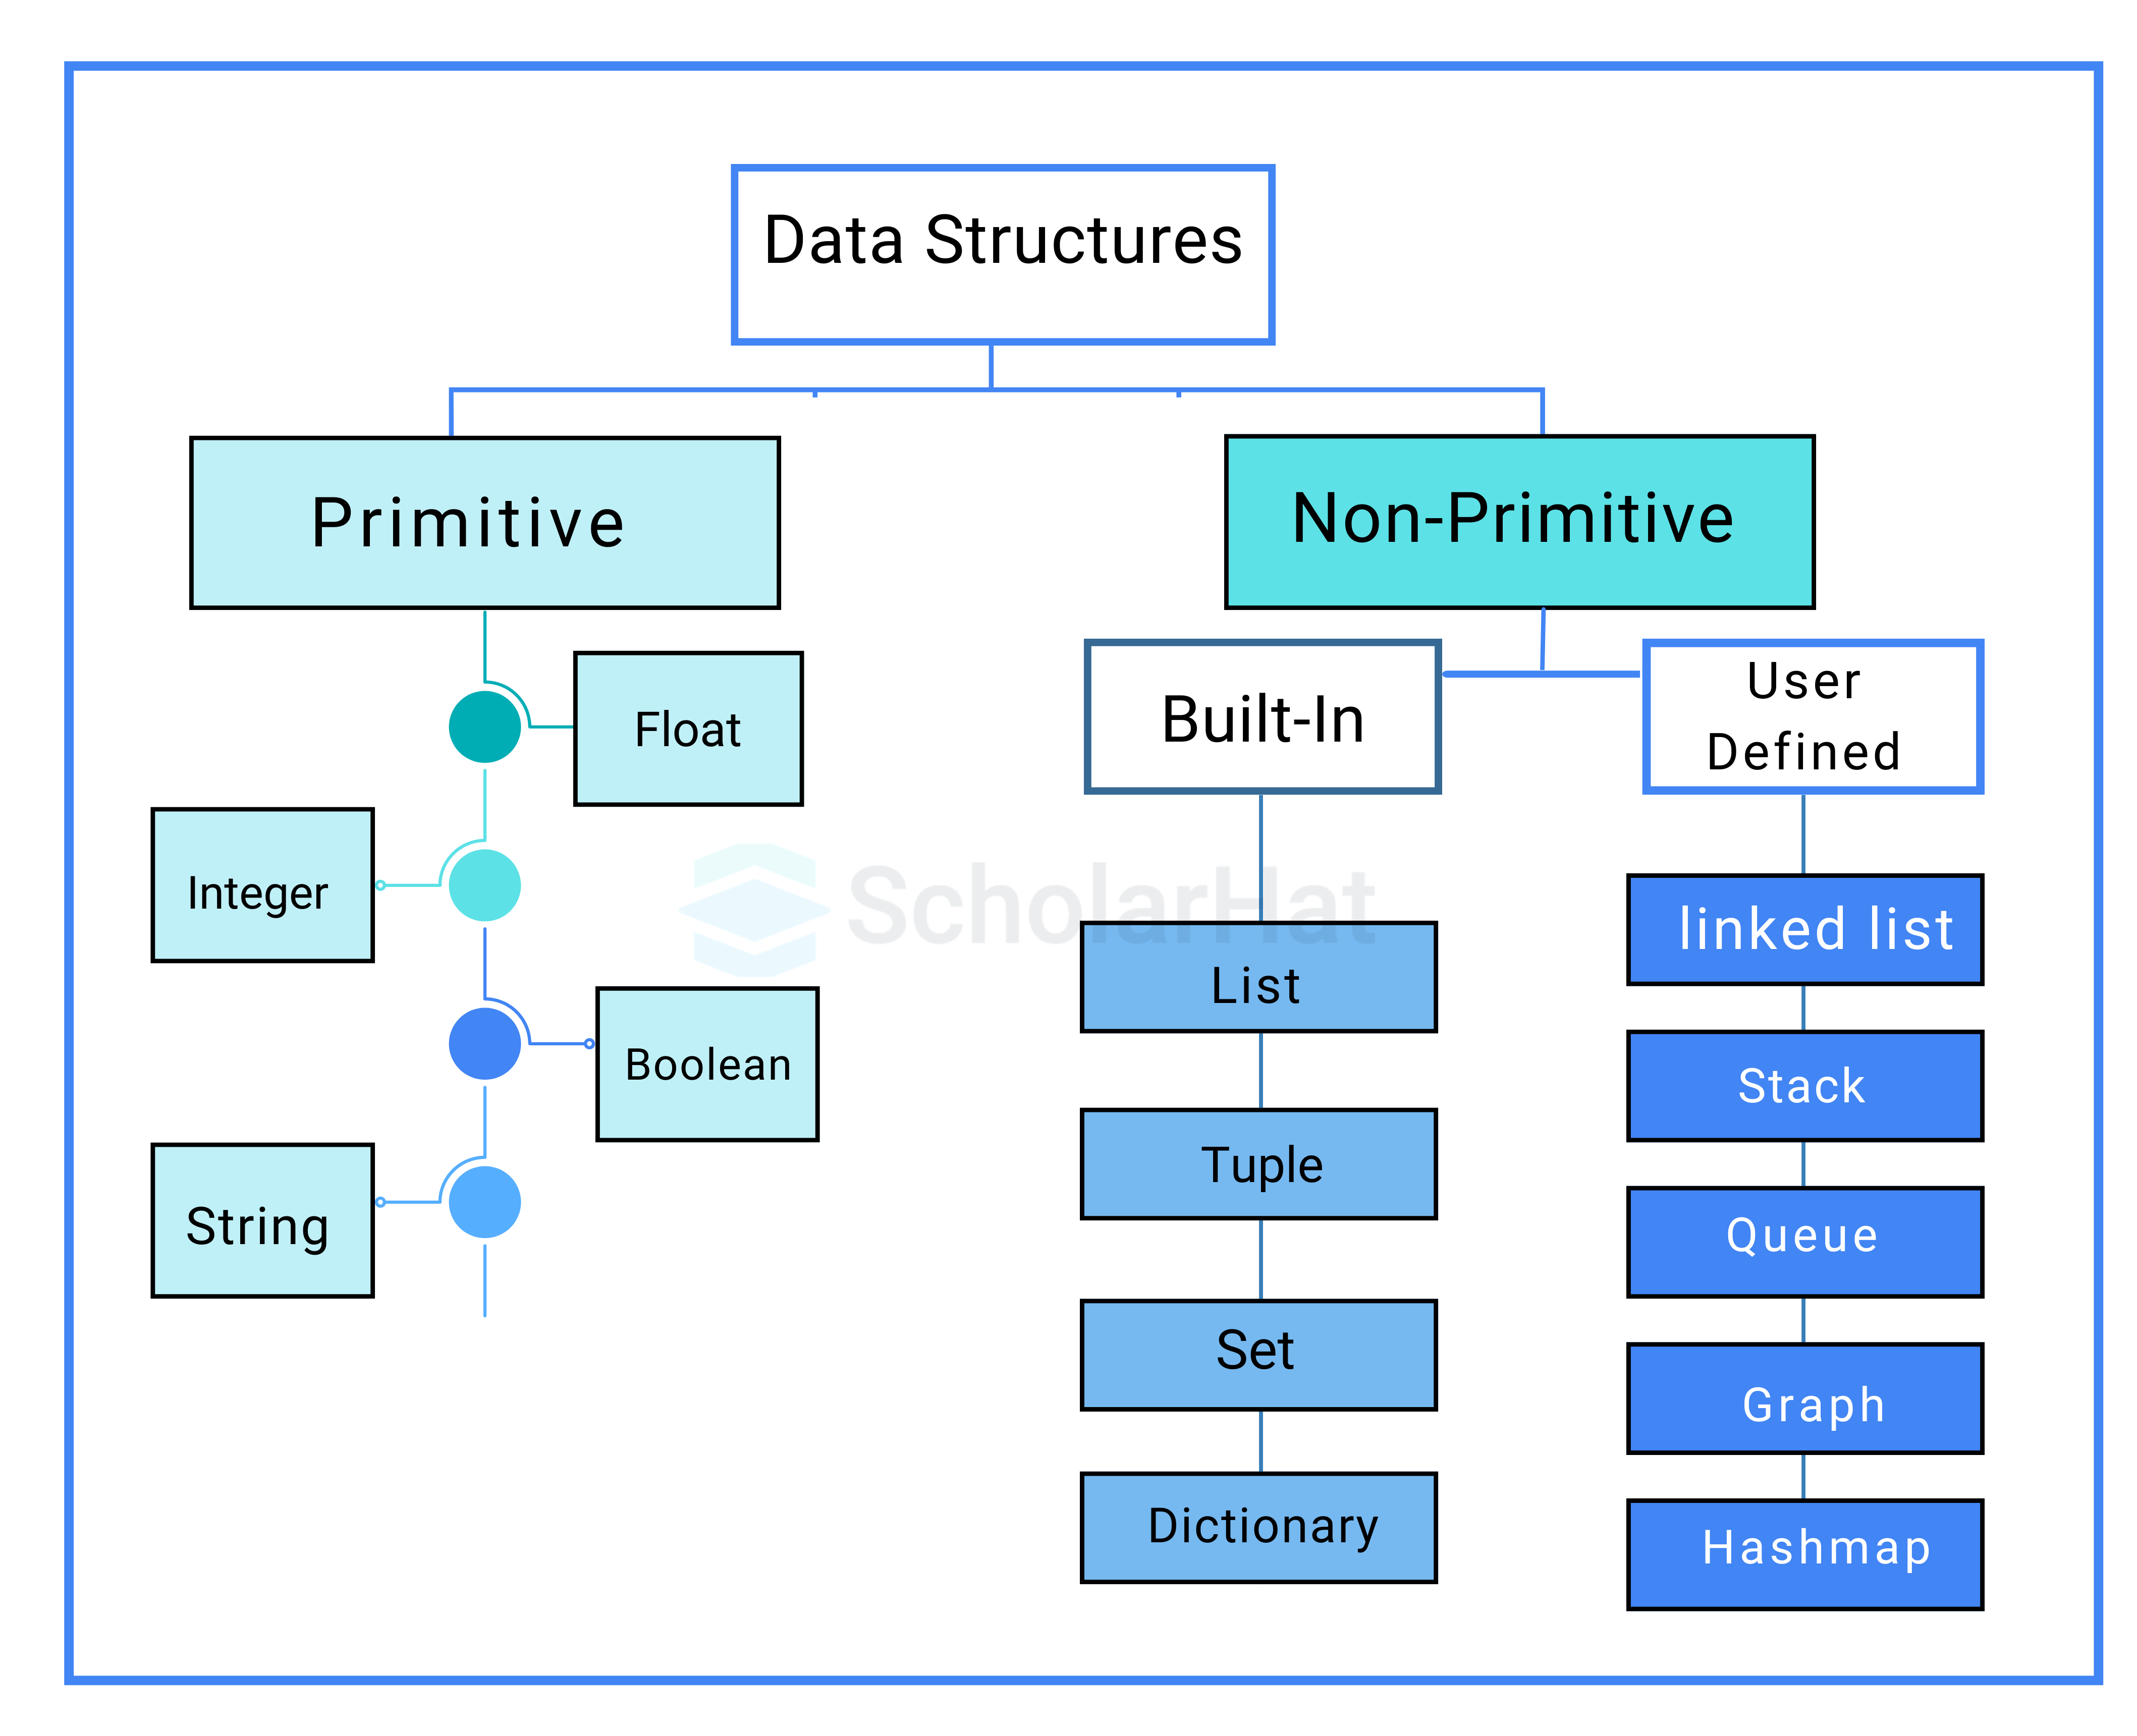 Data Structures
Primitive
Non-Primitive
Float
Integer
Boolean
String
Built-In
User
Defined
ScholarHat
List
Tuple
Set
Dictionary
linked list
Stack
Queue
Graph
Hashmap